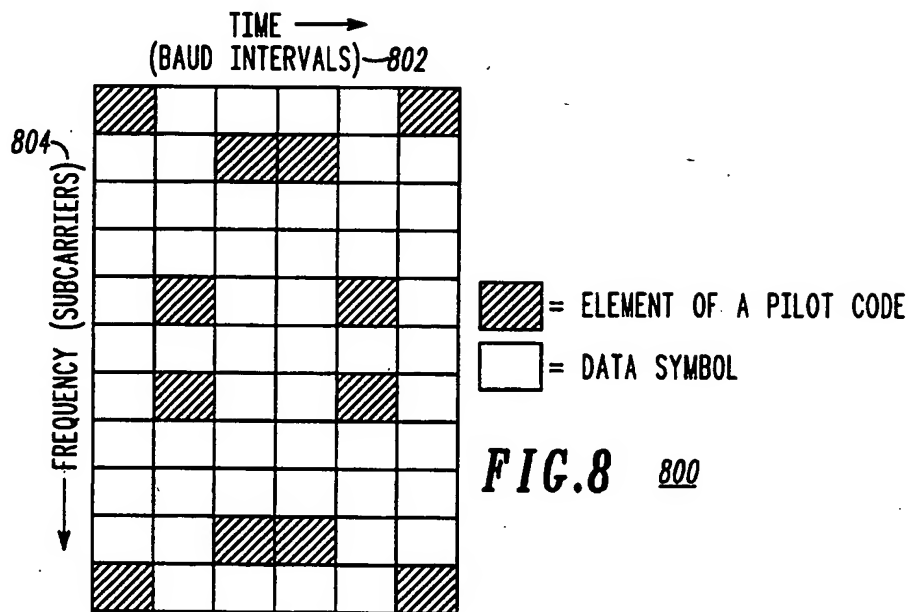 TIME
(BAUD INTERVALS) 802
804
FREQUENCY (SUBCARRIERS)
= ELEMENT OF A PILOT CODE
= DATA SYMBOL
FIG.8 800